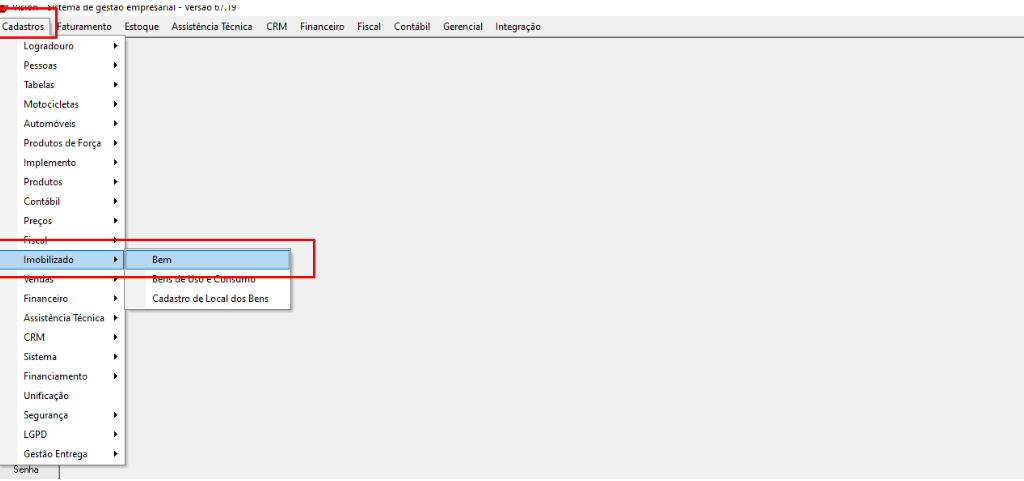 Vision - Sistema de gestão empresarial - Versão 67.19
Cadastros Faturamento Estoque Assistência Técnica CRM Financeiro Fiscal Contábil Gerencial Integração
Logradouro
Pessoas
Tabelas
Motocicletas
Automóveis
Produtos de Força
Implemento
Produtos
Contábil
Preços
Fiscal
Imobilizado Bem
Vendas Bens de Uso e Consumo
Financeiro Cadastro de Local dos Bens
Assistência Técnica
CRM
Sistema
Financiamento
Unificação
Segurança
LGPD
Gestão Entrega
Senha